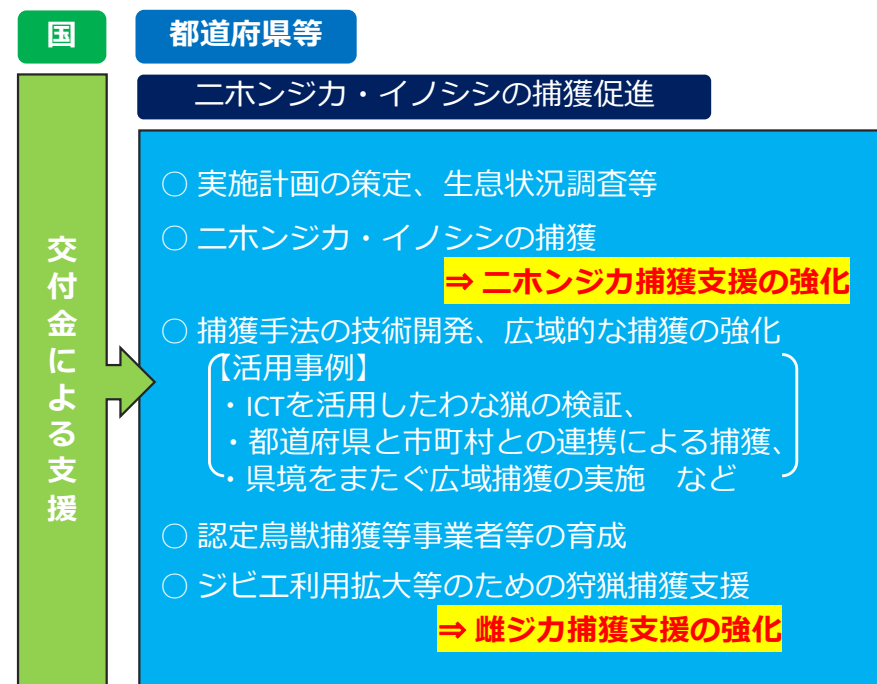 国
都道府県等
ニホンジカ・イノシシの捕獲促進
交付金による支援
○ 実施計画の策定、生息状況調査等
○ ニホンジカ・イノシシの捕獲
⇒ ニホンジカ捕獲支援の強化
○ 捕獲手法の技術開発、広域的な捕獲の強化
【活用事例】
・ICTを活用したわな猟の検証、
・都道府県と市町村との連携による捕獲、
・県境をまたぐ広域捕獲の実施　など
○ 認定鳥獣捕獲等事業者等の育成
○ ジビエ利用拡大等のための狩猟捕獲支援
⇒ 雌ジカ捕獲支援の強化